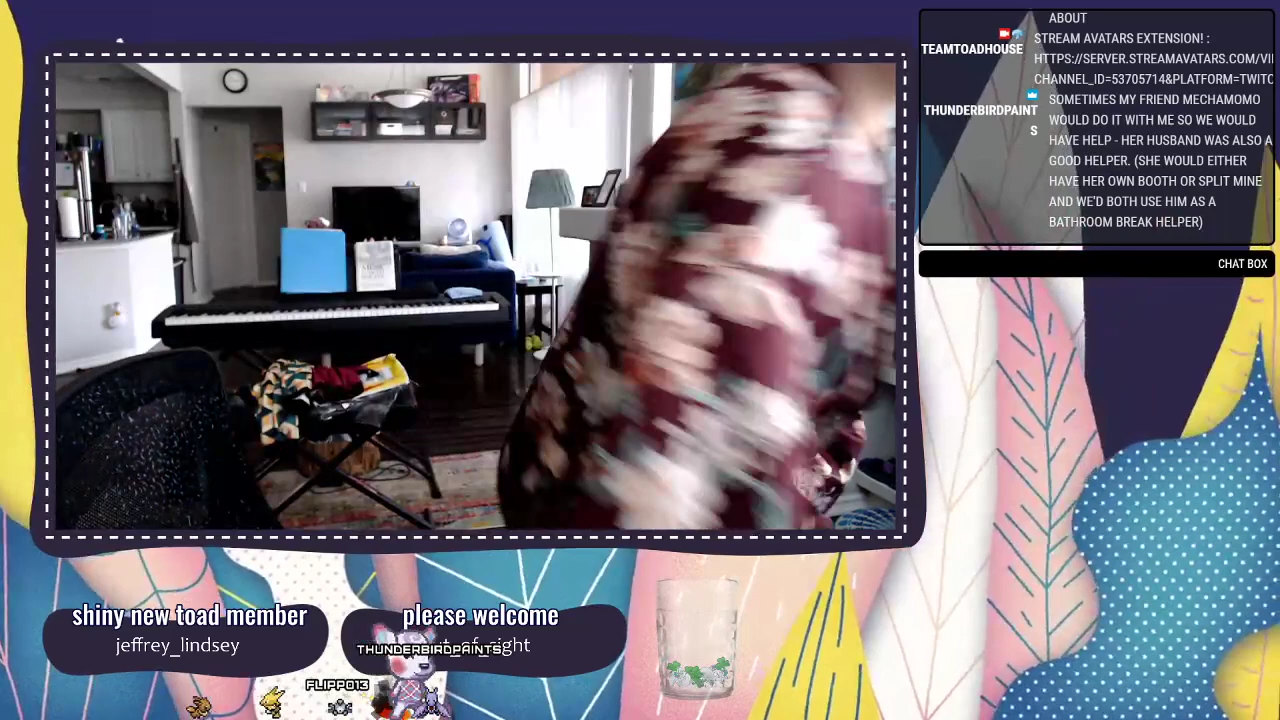 ABOUT
TEAMTOADHOUSE
STREAM AVATARS EXTENSION! :
HTTPS://SERVER.STREAMAVATARS.COM/VI
CHANNEL_ID=53705714&PLATFORM=TWITC
THUNDERBIRDPAINT
S
SOMETIMES MY FRIEND MECHAMOMO
WOULD DO IT WITH ME SO WE WOULD
HAVE HELP - HER HUSBAND WAS ALSO A
GOOD HELPER. (SHE WOULD EITHER
HAVE HER OWN BOOTH OR SPLIT MINE
AND WE'D BOTH USE HIM AS A
BATHROOM BREAK HELPER)
CHAT BOX
shiny new toad member
jeffrey_lindsey
please welcome
THUNDERBIRDPAINTS
FLIPP013